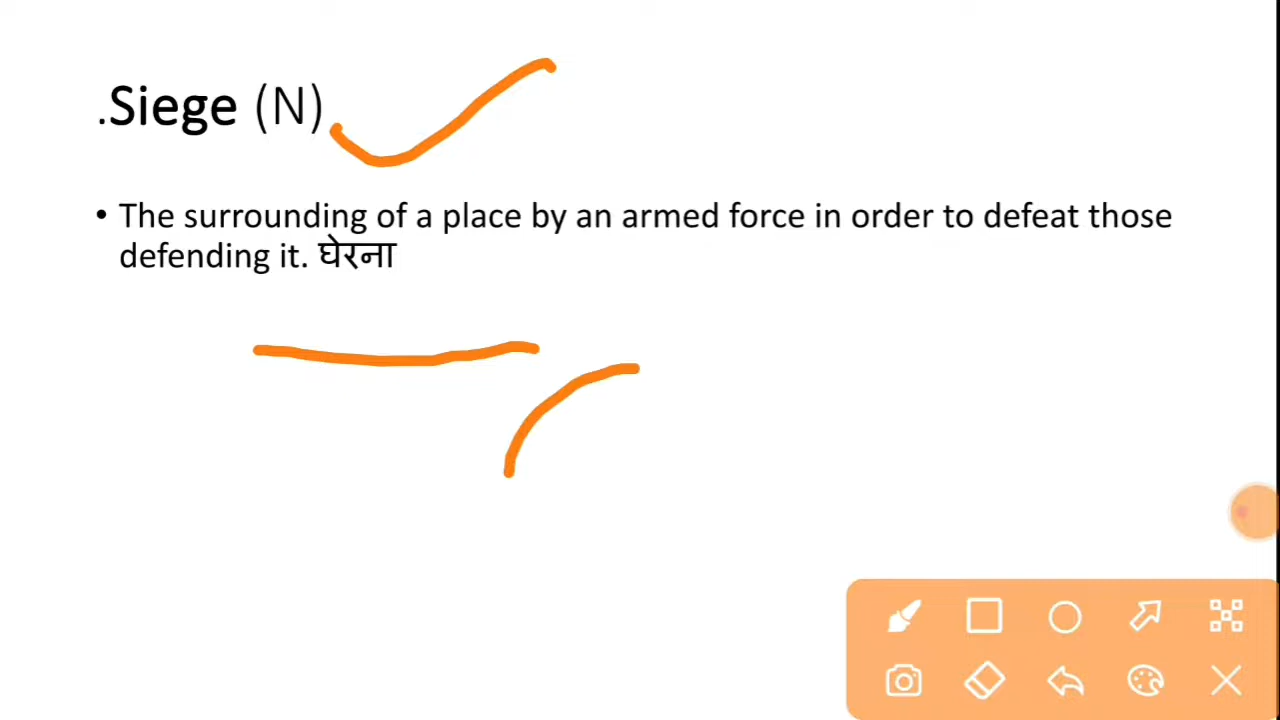 .Siege (N)
• The surrounding of a place by an armed force in order to defeat those
defending it. घेरना